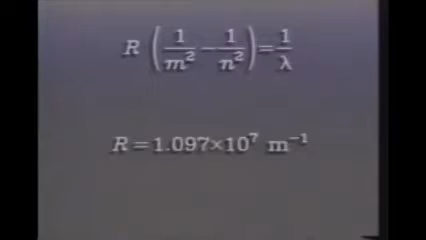 R (1/m² − 1/n²) = 1/λ
R = 1.097×10⁷ m⁻¹